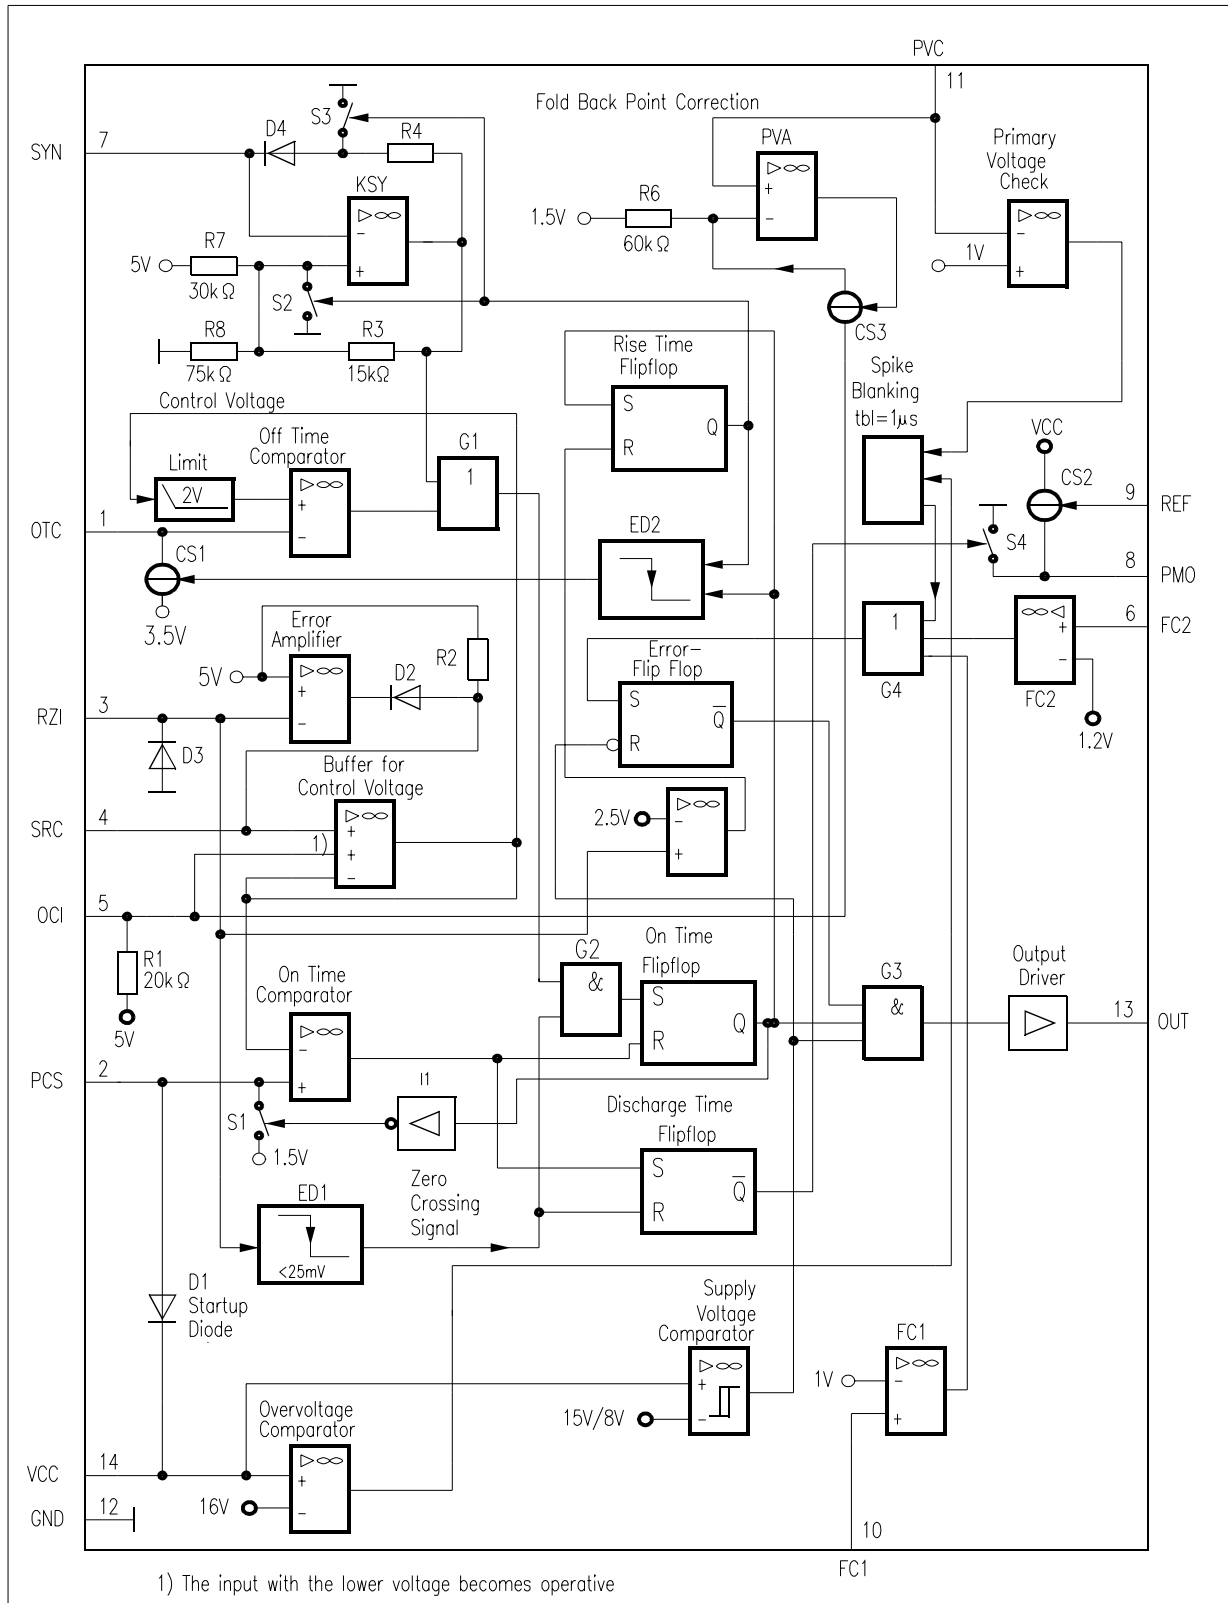 PVC
11
Fold Back Point Correction
S3
D4
R4
7
SYN
PVA
Primary
Voltage
Check
▷∞
+
−
KSY
▷∞
−
+
▷∞
−
+
1.5V
R6
60kΩ
1V
R7
5V
30kΩ
S2
CS3
R8
75kΩ
R3
15kΩ
Rise Time
Flipflop
S
R
Q
Spike
Blanking
tbl=1µs
Control Voltage
Off Time
Comparator
G1
1
Limit
2V
▷∞
+
−
VCC
CS2
9
REF
1
OTC
CS1
3.5V
ED2
S4
8
PMO
1
G4
∞◁
+
−
FC2
6
FC2
1.2V
Error
Amplifier
5V
▷∞
+
−
D2
R2
Error-
Flip Flop
S
R
Q
3
RZI
D3
Buffer for
Control Voltage
▷∞
+
+
−
1)
2.5V
▷∞
−
+
4
SRC
5
OCI
R1
20kΩ
5V
On Time
Comparator
▷∞
−
+
G2
&
On Time
Flipflop
S
R
Q
G3
&
Output
Driver
13
OUT
2
PCS
S1
1.5V
I1
Discharge Time
Flipflop
S
R
Q
Zero
Crossing
Signal
ED1
<25mV
D1
Startup
Diode
Supply
Voltage
Comparator
▷∞
+
−
15V/8V
FC1
▷∞
−
+
1V
Overvoltage
Comparator
▷∞
+
−
16V
14
VCC
12
GND
10
FC1
1) The input with the lower voltage becomes operative